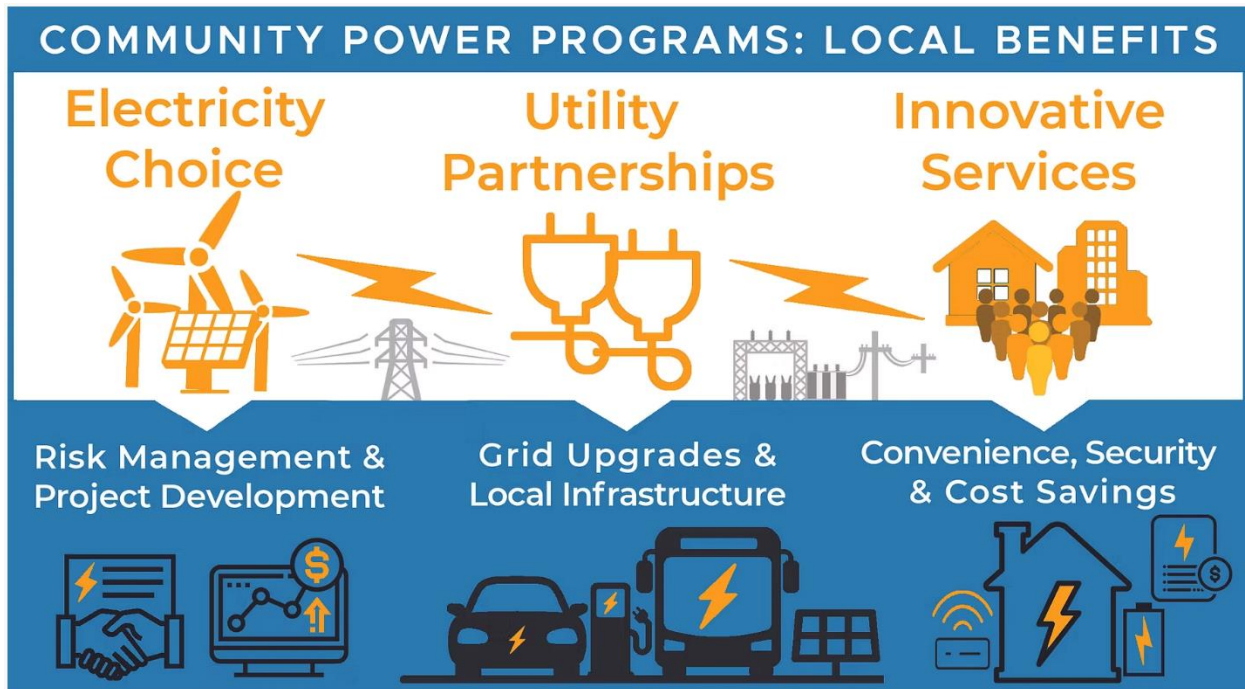 COMMUNITY POWER PROGRAMS: LOCAL BENEFITS
Electricity
Choice
Utility
Partnerships
Innovative
Services
Risk Management &
Project Development
Grid Upgrades &
Local Infrastructure
Convenience, Security
& Cost Savings
$
$